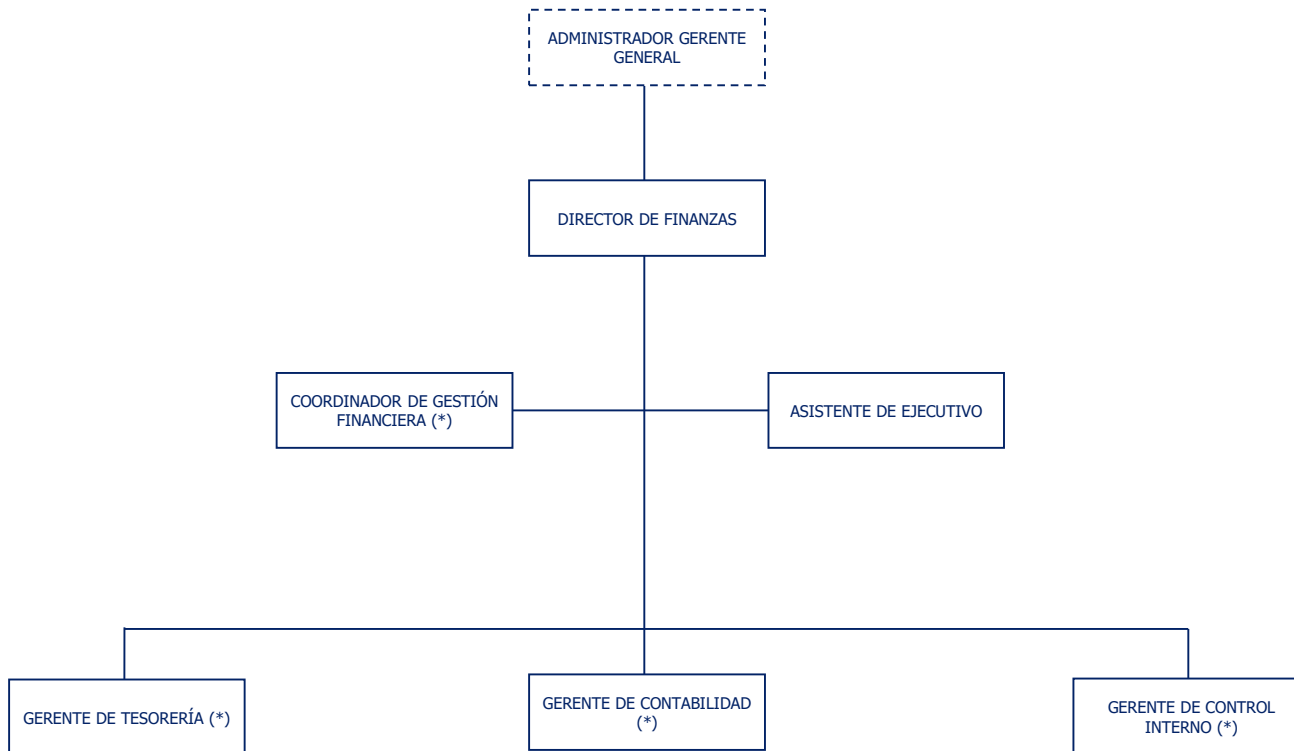 ADMINISTRADOR GERENTE
GENERAL
DIRECTOR DE FINANZAS
COORDINADOR DE GESTIÓN
FINANCIERA (*)
ASISTENTE DE EJECUTIVO
GERENTE DE TESORERÍA (*)
GERENTE DE CONTABILIDAD
(*)
GERENTE DE CONTROL
INTERNO (*)